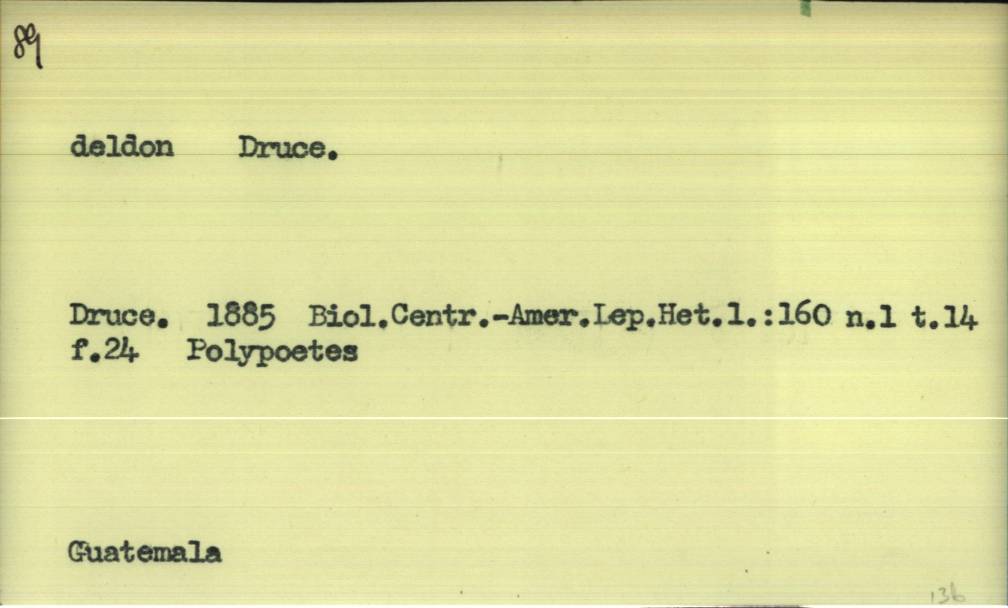 89
deldon Druce.
Druce. 1885 Biol.Centr.-Amer.Lep.Het.1.:160 n.1 t.14
f.24 Polypoetes
Guatemala
136